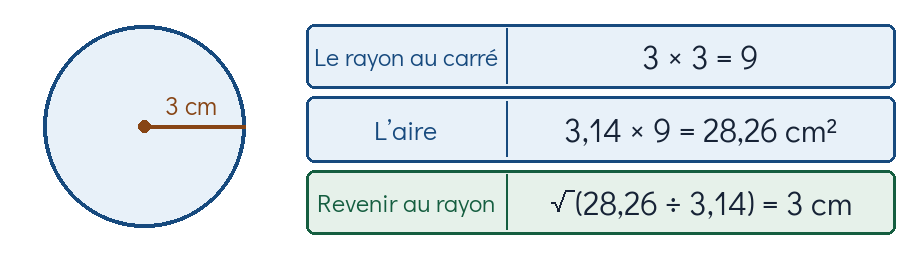 3 cm
Le rayon au carré
3 × 3 = 9
L’aire
3,14 × 9 = 28,26 cm²
Revenir au rayon
√(28,26 ÷ 3,14) = 3 cm